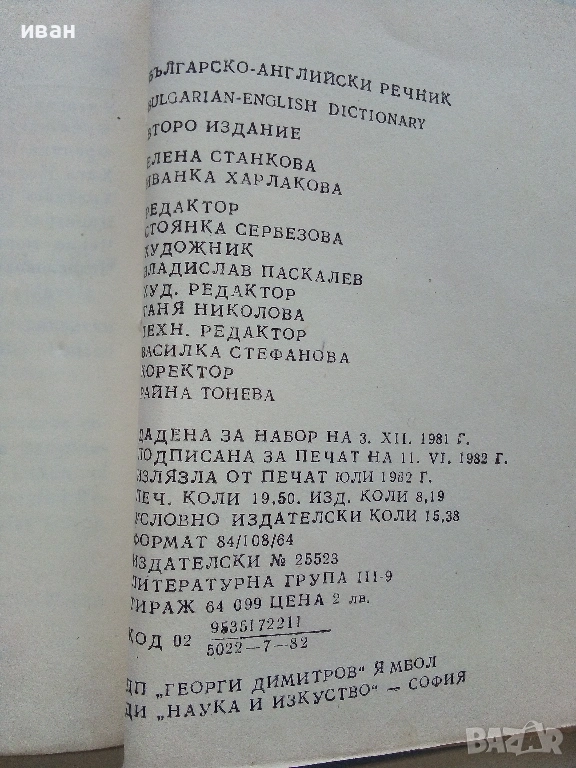 иван
БЪЛГАРСКО-АНГЛИЙСКИ РЕЧНИК
BULGARIAN-ENGLISH DICTIONARY
ВТОРО ИЗДАНИЕ
ЕЛЕНА СТАНКОВА
ИВАНКА ХАРЛАКОВА
РЕДАКТОР
СТОЯНКА СЕРБЕЗОВА
ХУДОЖНИК
ВЛАДИСЛАВ ПАСКАЛЕВ
ХУД. РЕДАКТОР
ТАНЯ НИКОЛОВА
ТЕХН. РЕДАКТОР
ВАСИЛКА СТЕФАНОВА
КОРЕКТОР
РАЙНА ТОНЕВА
ДАДЕНА ЗА НАБОР НА 3. XII. 1981 Г.
ПОДПИСАНА ЗА ПЕЧАТ НА 11. VI. 1982 Г.
ИЗЛЯЗЛА ОТ ПЕЧАТ ЮЛИ 1982 Г.
ПЕЧ. КОЛИ 19,50. ИЗД. КОЛИ 8,19
УСЛОВНО ИЗДАТЕЛСКИ КОЛИ 15,38
ФОРМАТ 84/108/64
ИЗДАТЕЛСКИ № 25523
ЛИТЕРАТУРНА ГРУПА III-9
ТИРАЖ 64 099 ЦЕНА 2 лв.
КОД 02 9535172211
5022—7—82
ДП „ГЕОРГИ ДИМИТРОВ" ЯМБОЛ
ДИ „НАУКА И ИЗКУСТВО" — СОФИЯ
BAZAR